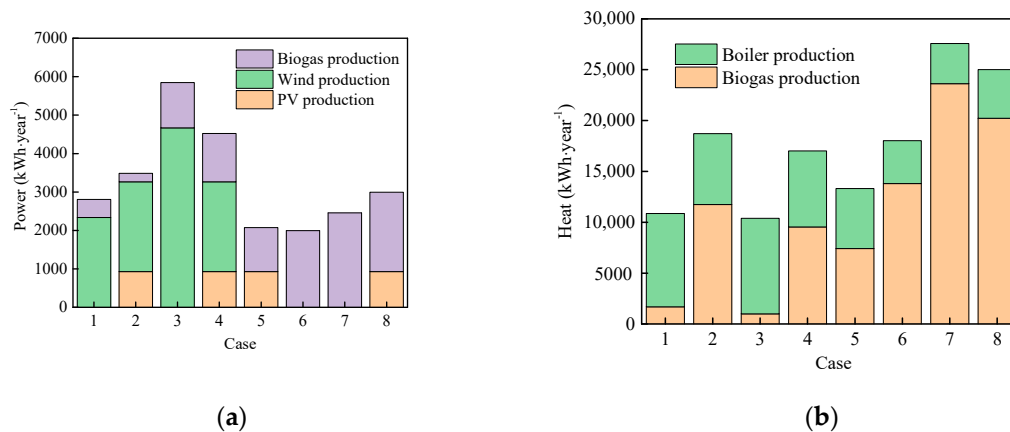 7000
6000
5000
4000
3000
2000
1000
0
Power (kWh·year⁻¹)
Biogas production
Wind production
PV production
1 2 3 4 5 6 7 8
Case
(a)
30,000
25,000
20,000
15,000
10,000
5000
0
Heat (kWh·year⁻¹)
Boiler production
Biogas production
1 2 3 4 5 6 7 8
Case
(b)